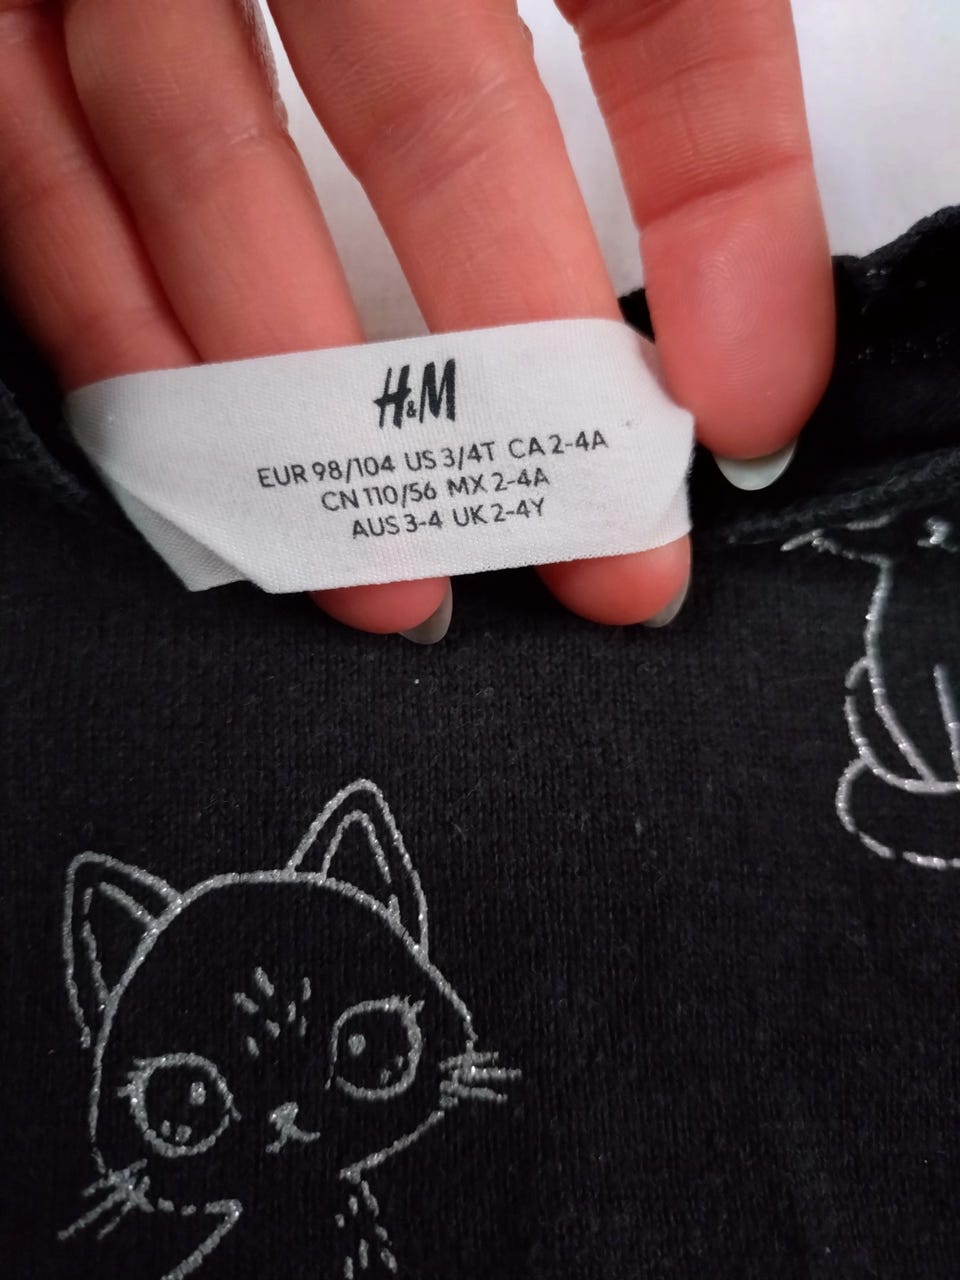 H&M
EUR 98/104 US 3/4T CA 2-4A
CN 110/56 MX 2-4A
AUS 3-4 UK 2-4Y